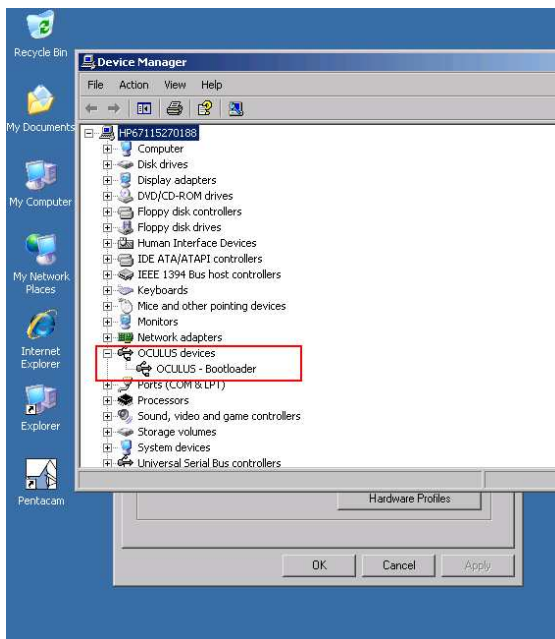 Recycle Bin
My Documents
My Computer
My Network
Places
Internet
Explorer
Explorer
Pentacam
Device Manager
File Action View Help
HP67115270188
Computer
Disk drives
Display adapters
DVD/CD-ROM drives
Floppy disk controllers
Floppy disk drives
Human Interface Devices
IDE ATA/ATAPI controllers
IEEE 1394 Bus host controllers
Keyboards
Mice and other pointing devices
Monitors
Network adapters
OCULUS devices
OCULUS - Bootloader
Ports (COM & LPT)
Processors
Sound, video and game controllers
Storage volumes
System devices
Universal Serial Bus controllers
Hardware Profiles
OK Cancel Apply